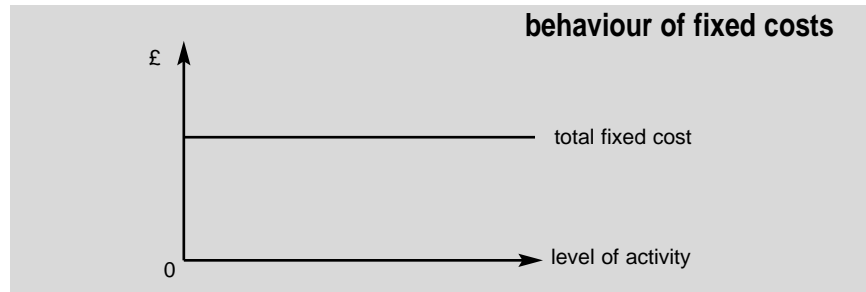 behaviour of fixed costs
£
total fixed cost
level of activity
0